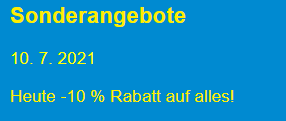 Sonderangebote
10. 7. 2021
Heute -10 % Rabatt auf alles!